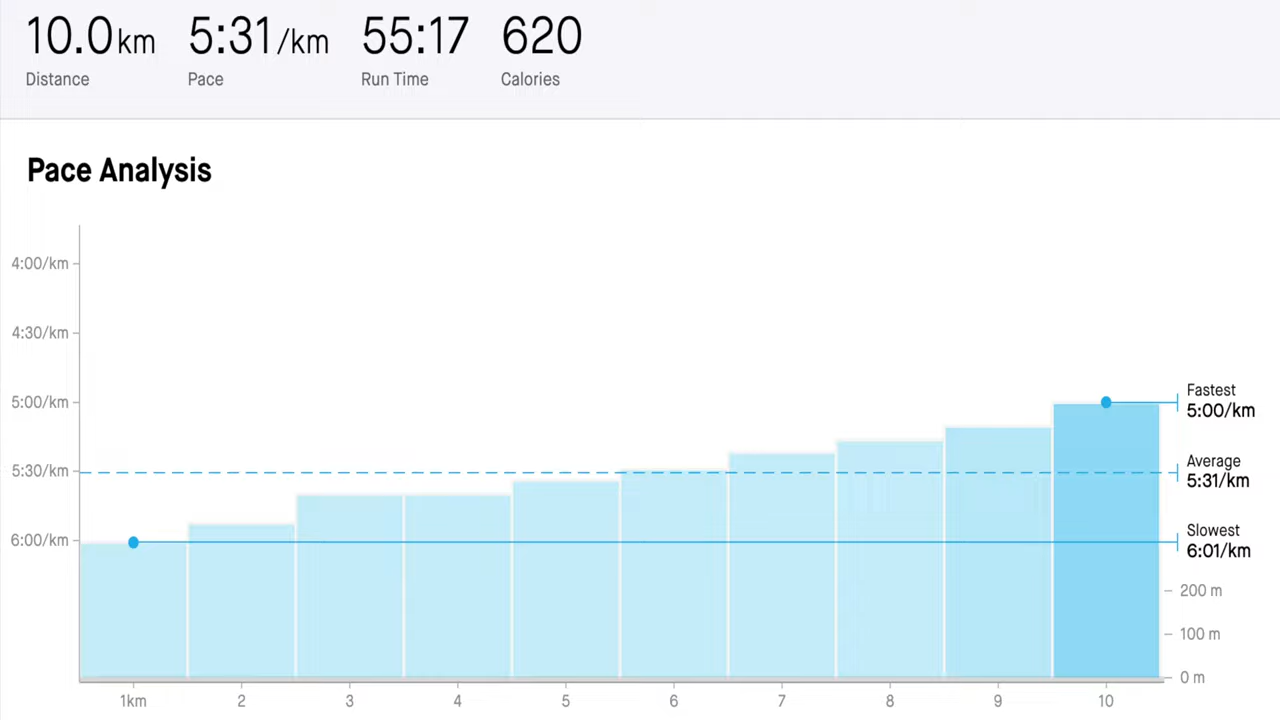 10.0 km 5:31 /km 55:17 620
Distance Pace Run Time Calories
Pace Analysis
4:00/km
4:30/km
5:00/km
5:30/km
6:00/km
Fastest
5:00/km
Average
5:31/km
Slowest
6:01/km
200 m
100 m
0 m
1km 2 3 4 5 6 7 8 9 10